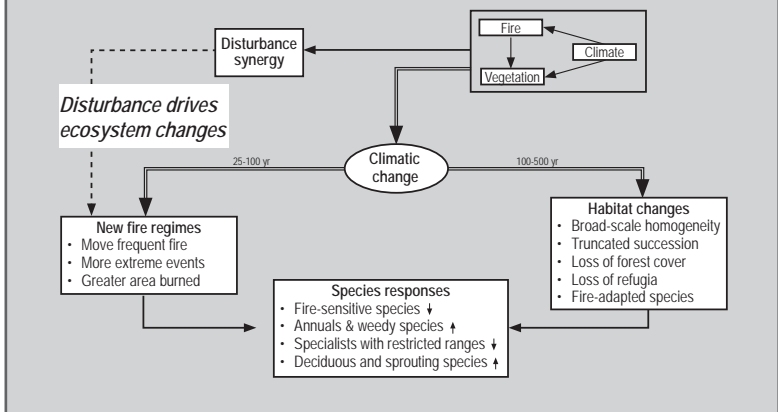 Fire
Climate
Vegetation
Disturbance
synergy
Disturbance drives
ecosystem changes
Climatic
change
25-100 yr
100-500 yr
New fire regimes
• Move frequent fire
• More extreme events
• Greater area burned
Habitat changes
• Broad-scale homogeneity
• Truncated succession
• Loss of forest cover
• Loss of refugia
• Fire-adapted species
Species responses
• Fire-sensitive species ↓
• Annuals & weedy species ↑
• Specialists with restricted ranges ↓
• Deciduous and sprouting species ↑